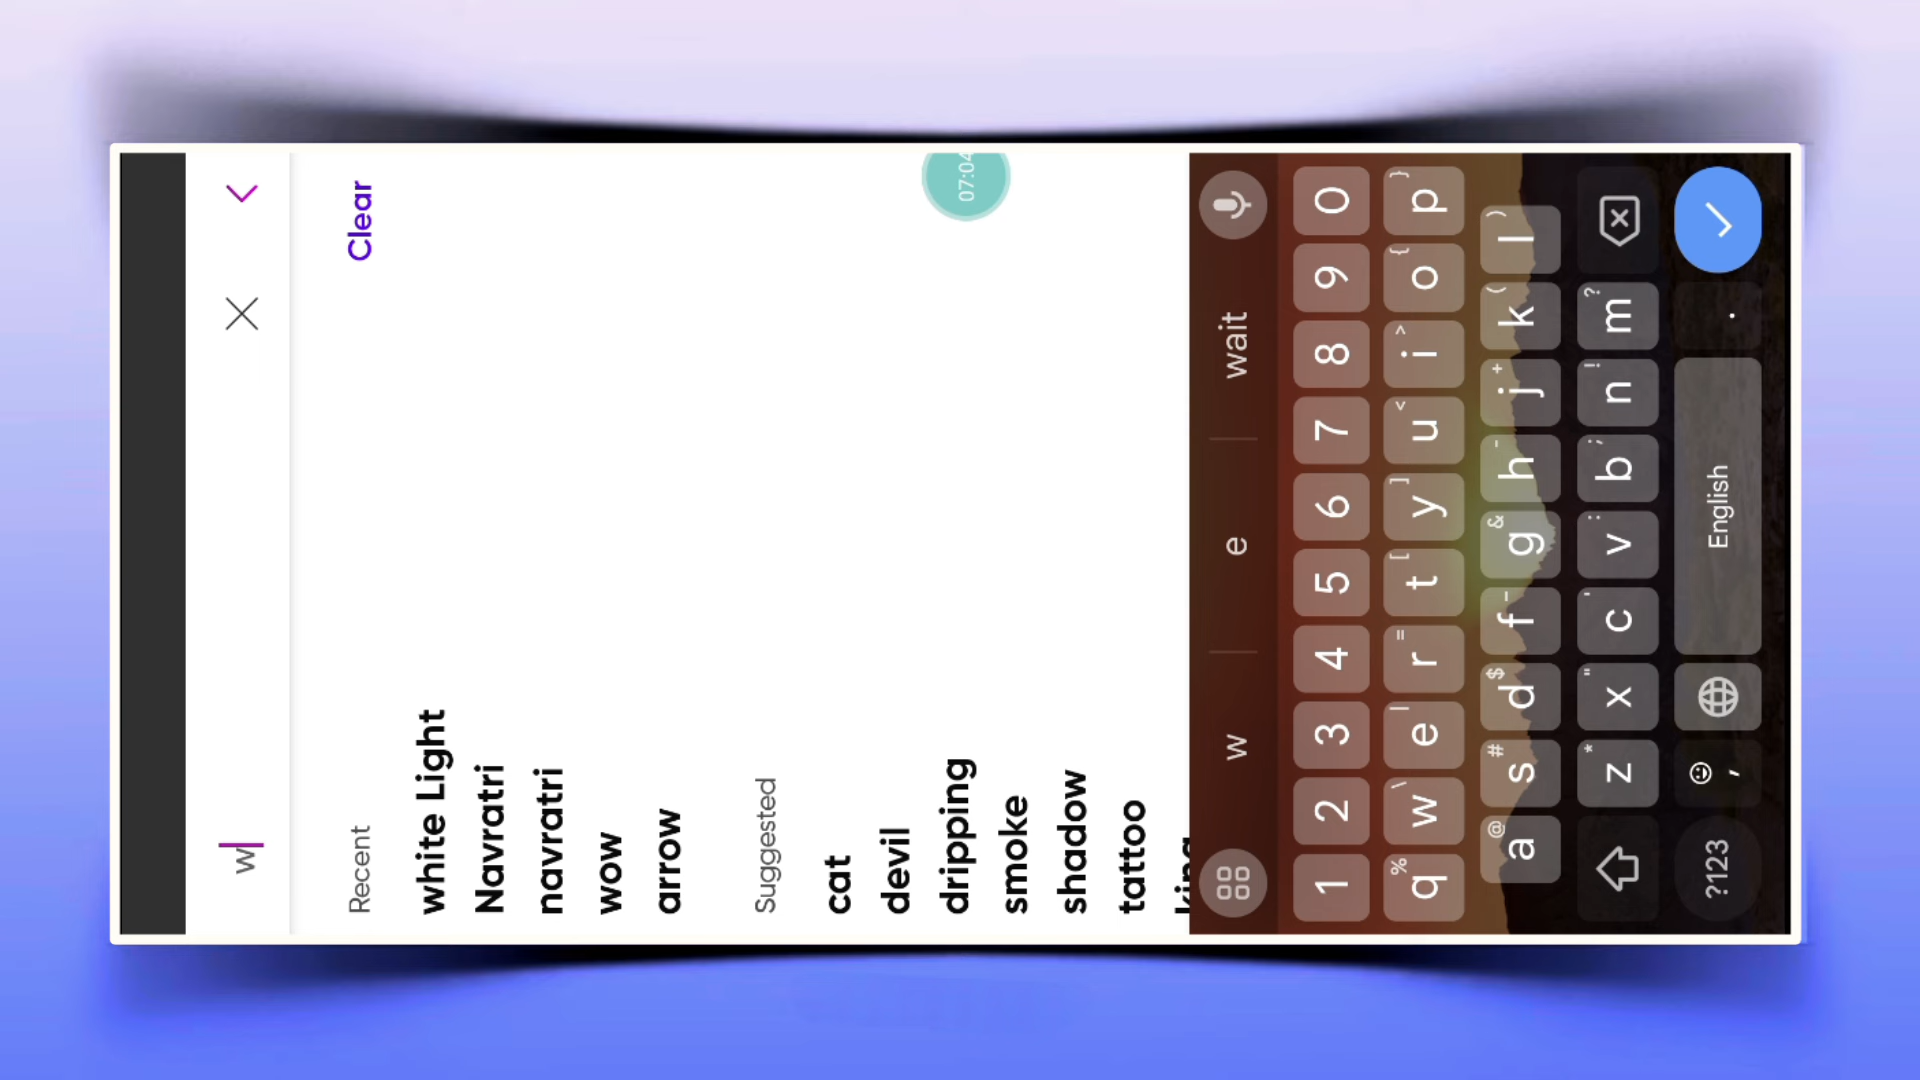 w
Recent
Clear
white Light
Navratri
navratri
wow
arrow
Suggested
cat
devil
dripping
smoke
shadow
tattoo
king
07:04
w e wait
1 2 3 4 5 6 7 8 9 0
% \ | = [ ] < > { }
q w e r t y u i o p
@ # $ - & - + ( )
a s d f g h j k l
* " ' : ; ! ?
z x c v b n m
?123 , English .